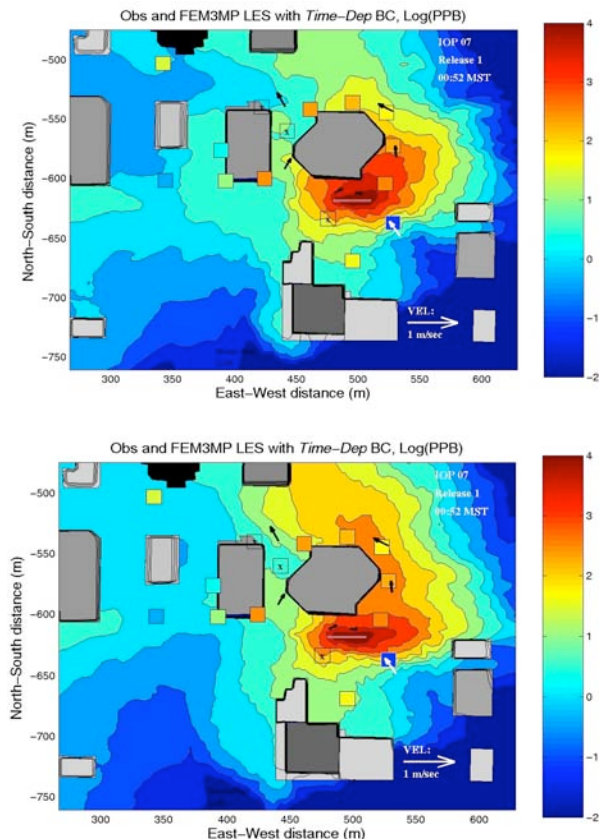 Obs and FEM3MP LES with Time-Dep BC, Log(PPB)
IOP 07
Release 1
00:52 MST
x
x
VEL:
1 m/sec
North-South distance (m)
-500
-550
-600
-650
-700
-750
300
350
400
450
500
550
600
East-West distance (m)
4
3
2
1
0
-1
-2
Obs and FEM3MP LES with Time-Dep BC, Log(PPB)
IOP 07
Release 1
00:52 MST
x
x
VEL:
1 m/sec
North-South distance (m)
-500
-550
-600
-650
-700
-750
300
350
400
450
500
550
600
East-West distance (m)
4
3
2
1
0
-1
-2